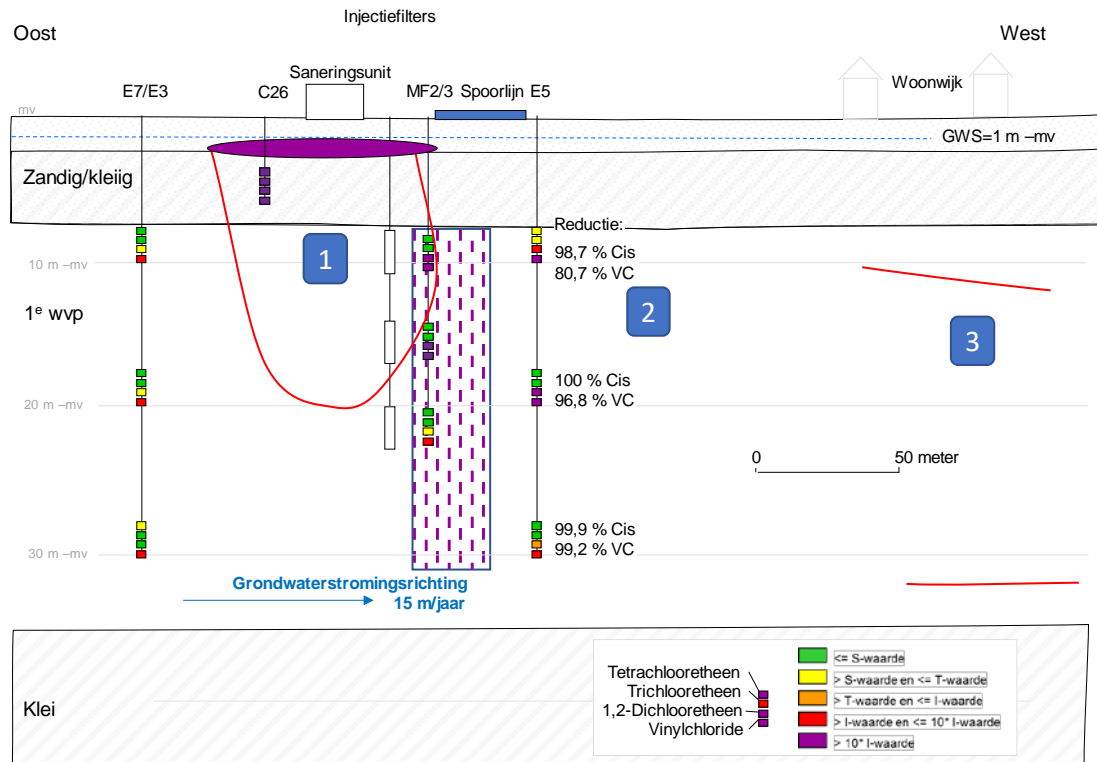 Injectiefilters
Oost
West
Saneringsunit
Woonwijk
E7/E3
C26
MF2/3
Spoorlijn
E5
mv
GWS=1 m -mv
Zandig/kleiig
Reductie:
1
98,7 % Cis
80,7 % VC
10 m –mv
1e wvp
2
3
100 % Cis
96,8 % VC
20 m –mv
0
50 meter
99,9 % Cis
99,2 % VC
30 m –mv
Grondwaterstromingsrichting
15 m/jaar
Klei
Tetrachlooretheen
Trichlooretheen
1,2-Dichlooretheen
Vinylchloride
<= S-waarde
> S-waarde en <= T-waarde
> T-waarde en <= I-waarde
> I-waarde en <= 10* I-waarde
> 10* I-waarde